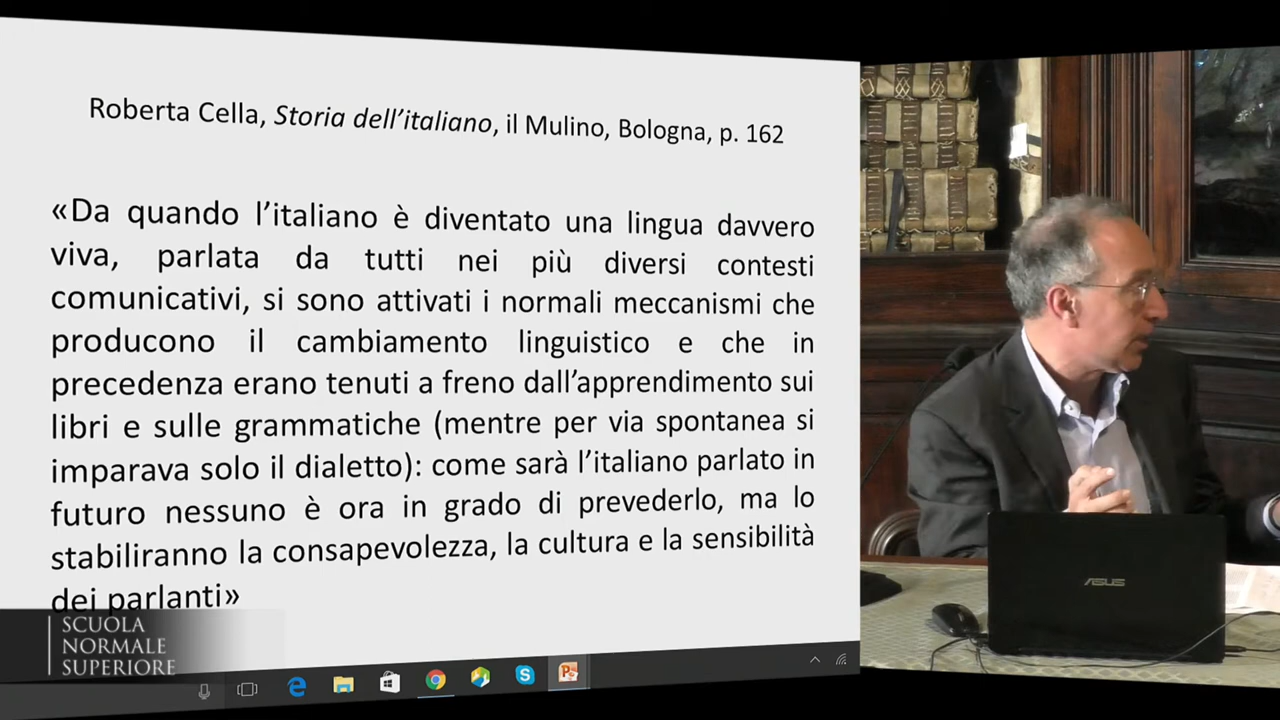 Roberta Cella, Storia dell’italiano, il Mulino, Bologna, p. 162
«Da quando l’italiano è diventato una lingua davvero
viva, parlata da tutti nei più diversi contesti
comunicativi, si sono attivati i normali meccanismi che
producono il cambiamento linguistico e che in
precedenza erano tenuti a freno dall’apprendimento sui
libri e sulle grammatiche (mentre per via spontanea si
imparava solo il dialetto): come sarà l’italiano parlato in
futuro nessuno è ora in grado di prevederlo, ma lo
stabiliranno la consapevolezza, la cultura e la sensibilità
dei parlanti»
SCUOLA
NORMALE
SUPERIORE
ASUS